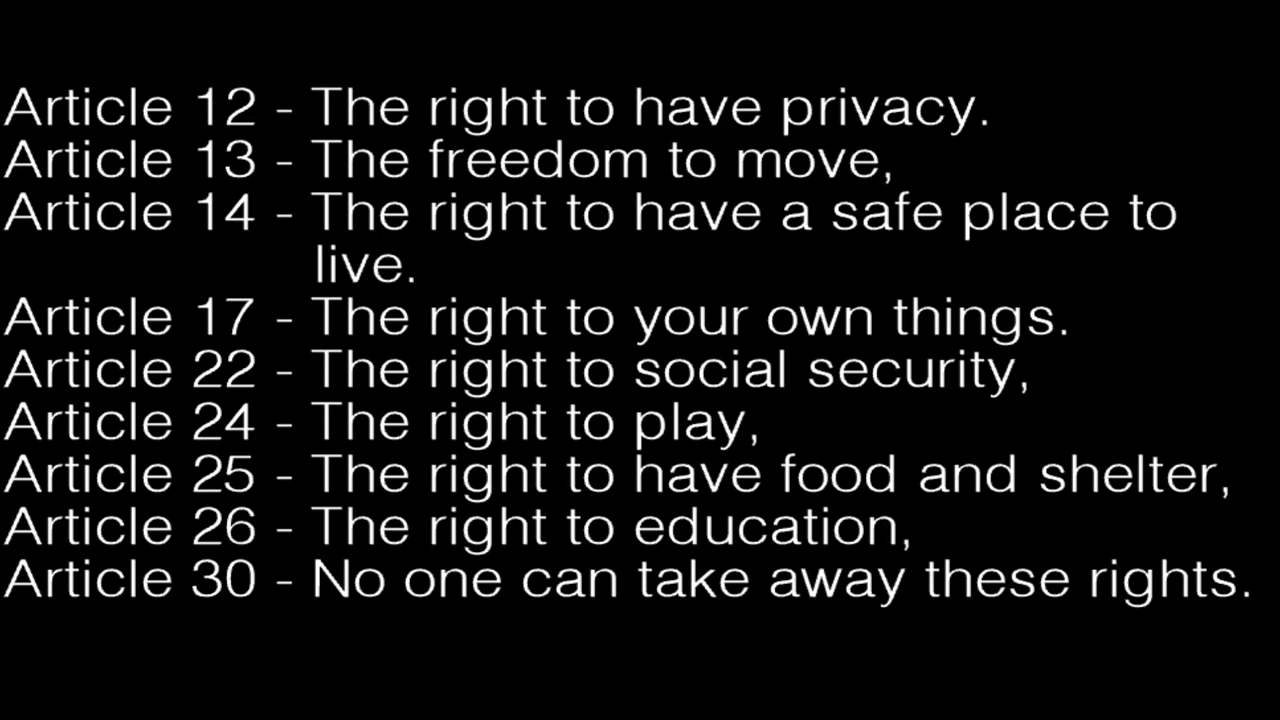 Article 12 - The right to have privacy.
Article 13 - The freedom to move,
Article 14 - The right to have a safe place to
live.
Article 17 - The right to your own things.
Article 22 - The right to social security,
Article 24 - The right to play,
Article 25 - The right to have food and shelter,
Article 26 - The right to education,
Article 30 - No one can take away these rights.